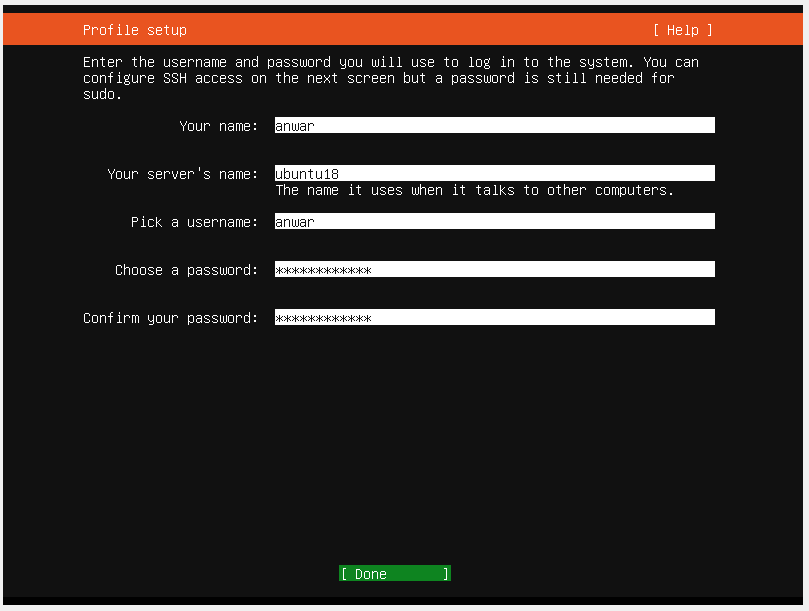 Profile setup [ Help ]
Enter the username and password you will use to log in to the system. You can
configure SSH access on the next screen but a password is still needed for
sudo.
Your name: anwar
Your server's name: ubuntu18
The name it uses when it talks to other computers.
Pick a username: anwar
Choose a password: ************
Confirm your password: ************
[ Done ]